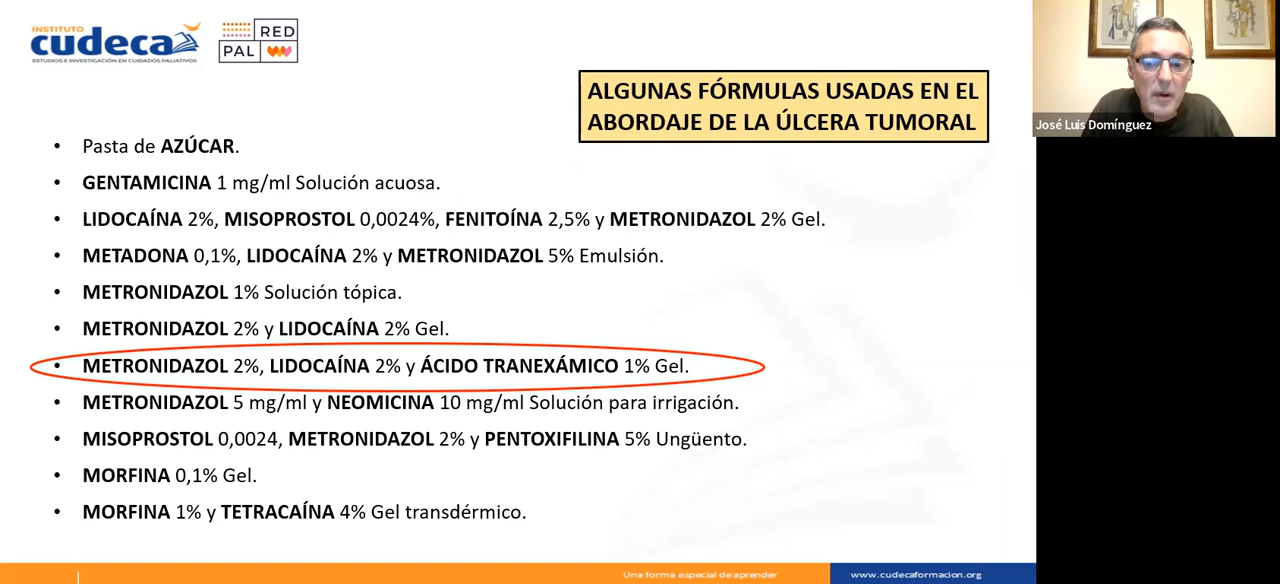 INSTITUTO
cudeca
ESTUDIOS E INVESTIGACIÓN EN CUIDADOS PALIATIVOS
RED
PAL
ALGUNAS FÓRMULAS USADAS EN EL
ABORDAJE DE LA ÚLCERA TUMORAL
José Luis Domínguez
• Pasta de AZÚCAR.
• GENTAMICINA 1 mg/ml Solución acuosa.
• LIDOCAÍNA 2%, MISOPROSTOL 0,0024%, FENITOÍNA 2,5% y METRONIDAZOL 2% Gel.
• METADONA 0,1%, LIDOCAÍNA 2% y METRONIDAZOL 5% Emulsión.
• METRONIDAZOL 1% Solución tópica.
• METRONIDAZOL 2% y LIDOCAÍNA 2% Gel.
• METRONIDAZOL 2%, LIDOCAÍNA 2% y ÁCIDO TRANEXÁMICO 1% Gel.
• METRONIDAZOL 5 mg/ml y NEOMICINA 10 mg/ml Solución para irrigación.
• MISOPROSTOL 0,0024, METRONIDAZOL 2% y PENTOXIFILINA 5% Ungüento.
• MORFINA 0,1% Gel.
• MORFINA 1% y TETRACAÍNA 4% Gel transdérmico.
Una forma especial de aprender
www.cudecaformacion.org